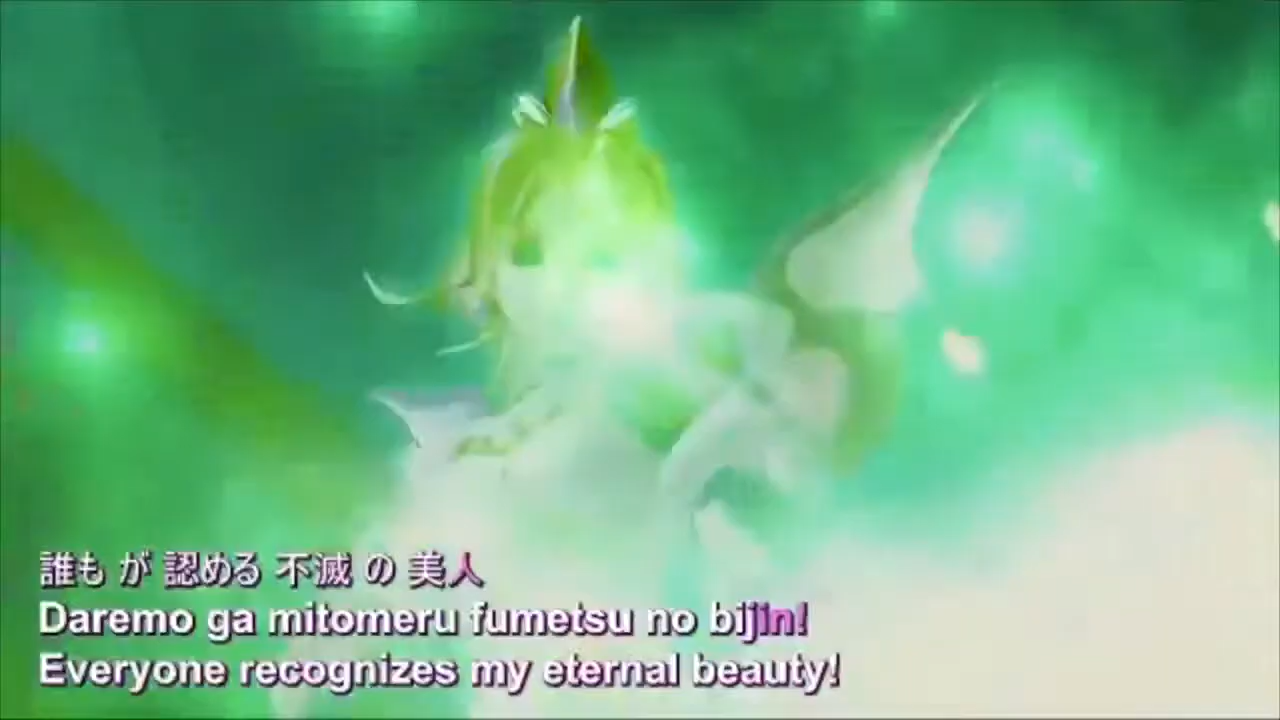 誰も が 認める 不滅 の 美人
Daremo ga mitomeru fumetsu no bijin!
Everyone recognizes my eternal beauty!